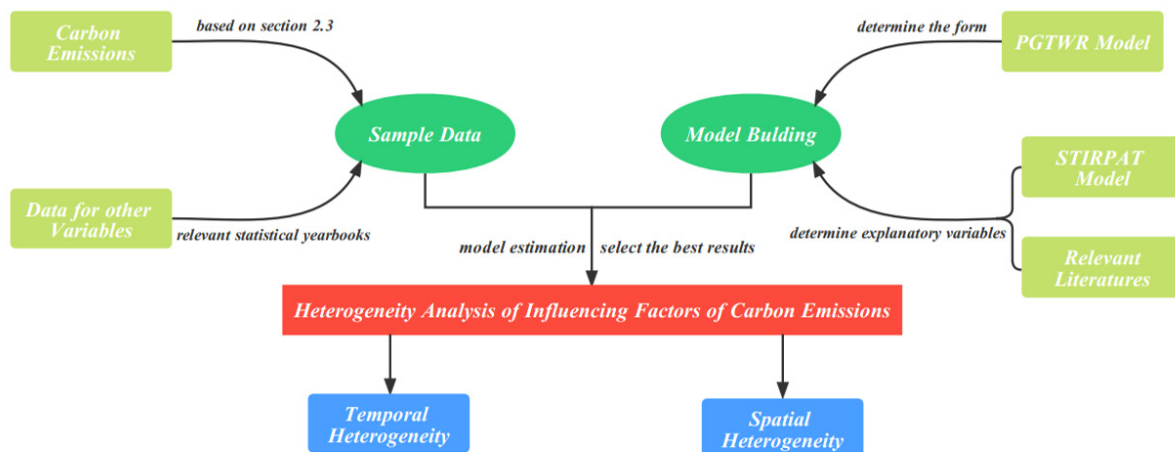 Carbon
Emissions
based on section 2.3
determine the form
PGTWR Model
Sample Data
Model Bulding
STIRPAT
Model
Data for other
Variables
relevant statistical yearbooks
determine explanatory variables
Relevant
Literatures
model estimation
select the best results
Heterogeneity Analysis of Influencing Factors of Carbon Emissions
Temporal
Heterogeneity
Spatial
Heterogeneity